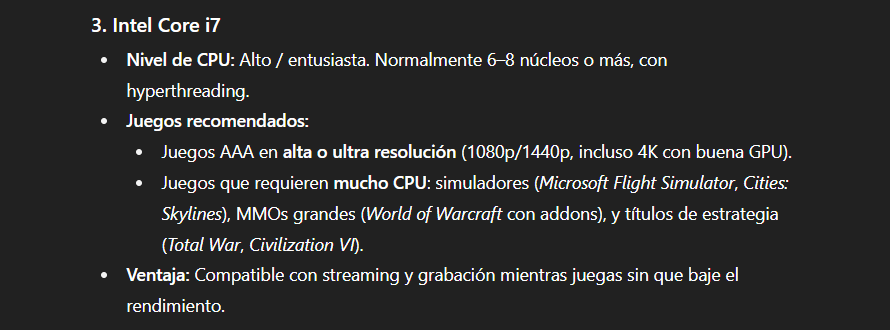 3. Intel Core i7
• Nivel de CPU: Alto / entusiasta. Normalmente 6–8 núcleos o más, con
hyperthreading.
• Juegos recomendados:
• Juegos AAA en alta o ultra resolución (1080p/1440p, incluso 4K con buena GPU).
• Juegos que requieren mucho CPU: simuladores (Microsoft Flight Simulator, Cities:
Skylines), MMOs grandes (World of Warcraft con addons), y títulos de estrategia
(Total War, Civilization VI).
• Ventaja: Compatible con streaming y grabación mientras juegas sin que baje el
rendimiento.